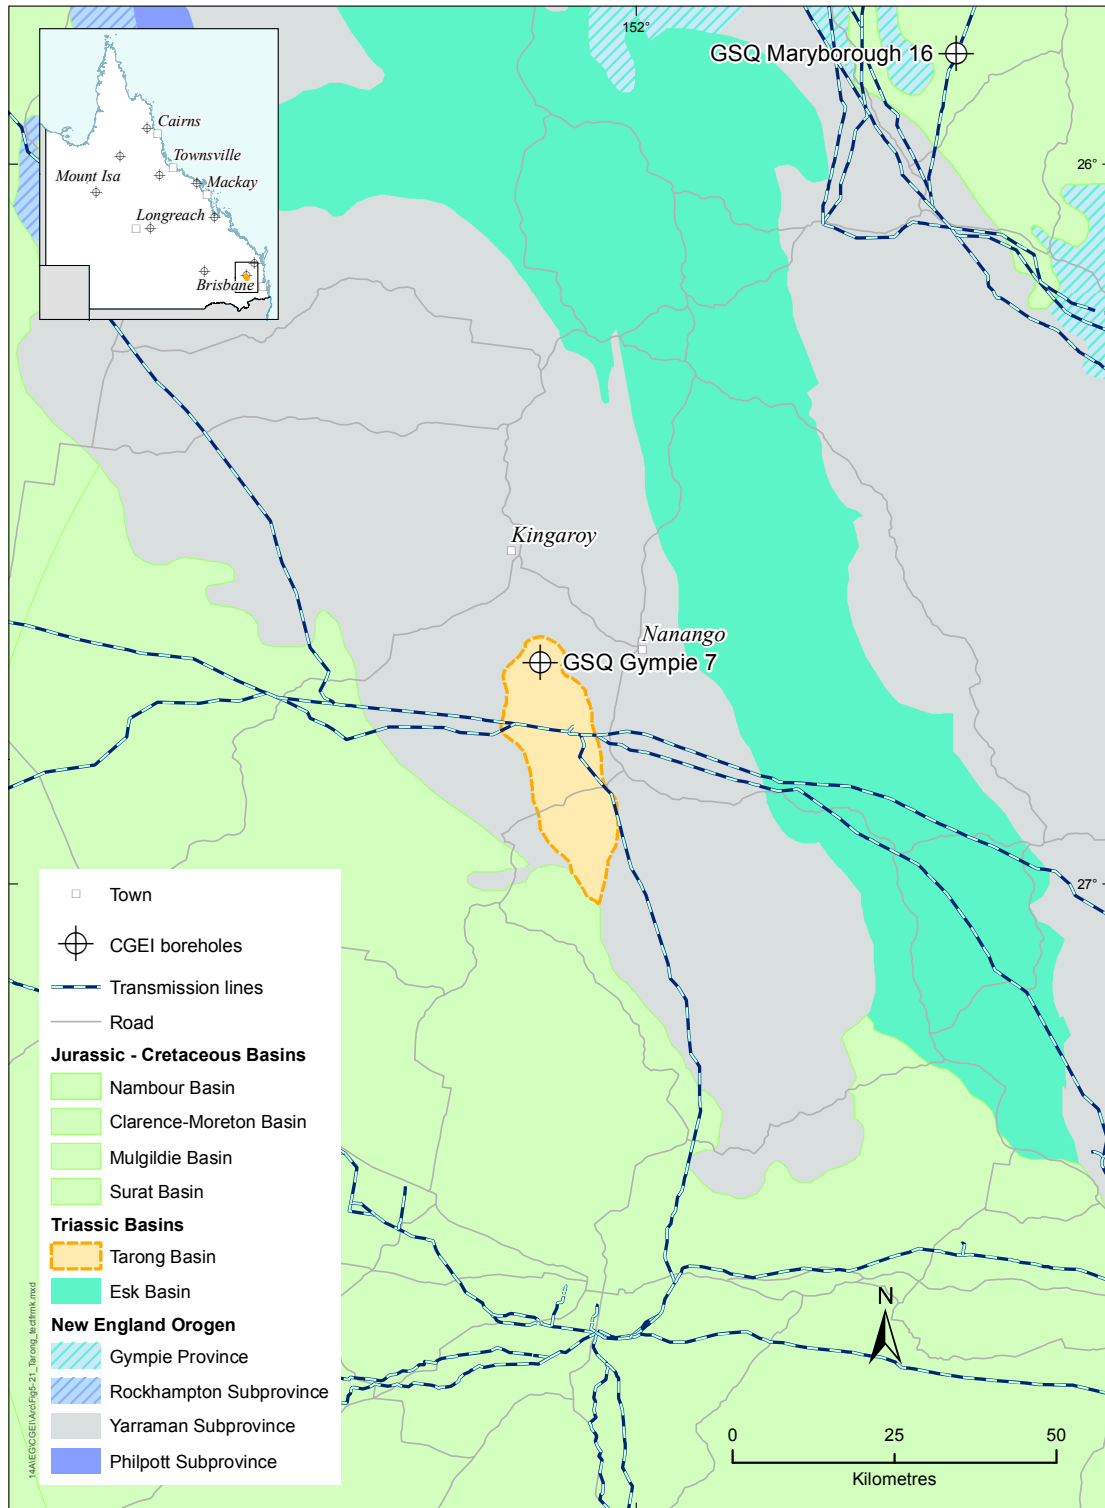 152°
GSQ Maryborough 16
26°
Cairns
Townsville
Mount Isa
Mackay
Longreach
Brisbane
Kingaroy
Nanango
GSQ Gympie 7
27°
Town
CGEI boreholes
Transmission lines
Road
Jurassic - Cretaceous Basins
Nambour Basin
Clarence-Moreton Basin
Mulgildie Basin
Surat Basin
Triassic Basins
Tarong Basin
Esk Basin
New England Orogen
Gympie Province
Rockhampton Subprovince
Yarraman Subprovince
Philpott Subprovince
N
0 25 50
Kilometres